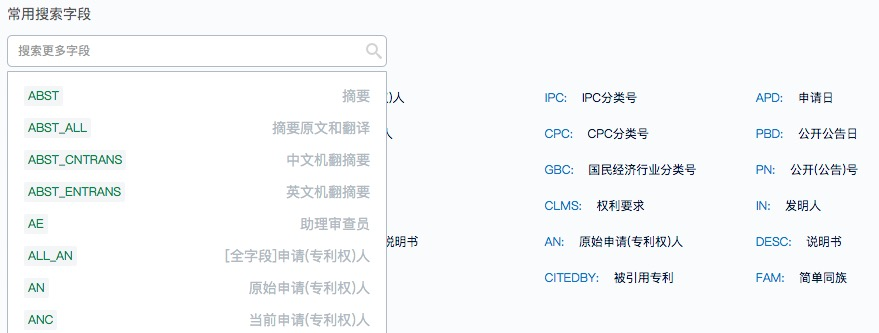 常用搜索字段
搜索更多字段
ABST 摘要
ABST_ALL 摘要原文和翻译
ABST_CNTRANS 中文机翻摘要
ABST_ENTRANS 英文机翻摘要
AE 助理审查员
ALL_AN [全字段]申请(专利权)人
AN 原始申请(专利权)人
ANC 当前申请(专利权)人
)人
人
说明书
IPC: IPC分类号
CPC: CPC分类号
GBC: 国民经济行业分类号
CLMS: 权利要求
AN: 原始申请(专利权)人
CITEDBY: 被引用专利
APD: 申请日
PBD: 公开公告日
PN: 公开(公告)号
IN: 发明人
DESC: 说明书
FAM: 简单同族